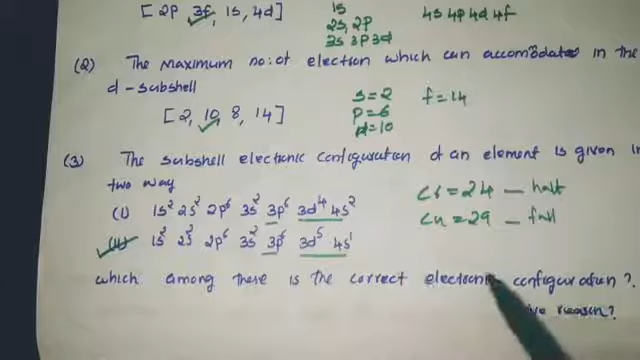 [ 2P 3f, 1s, 4d ]
1s
2s, 2p
3s 3p 3d
4s 4p 4d 4f
(2) The maximum no: of electron which can accomodates in the
d-subshell
[ 2, 10, 8, 14 ]
s = 2
p = 6
d = 10
f = 14
(3) The subshell electronic configuration of an element is given in
two way
(I) 1s² 2s² 2p⁶ 3s² 3p⁶ 3d⁴ 4s²
(II) 1s² 2s² 2p⁶ 3s² 3p⁶ 3d⁵ 4s¹
Cr = 24 — half
Cu = 29 — full
which among there is the correct electronic configuration?
reason?